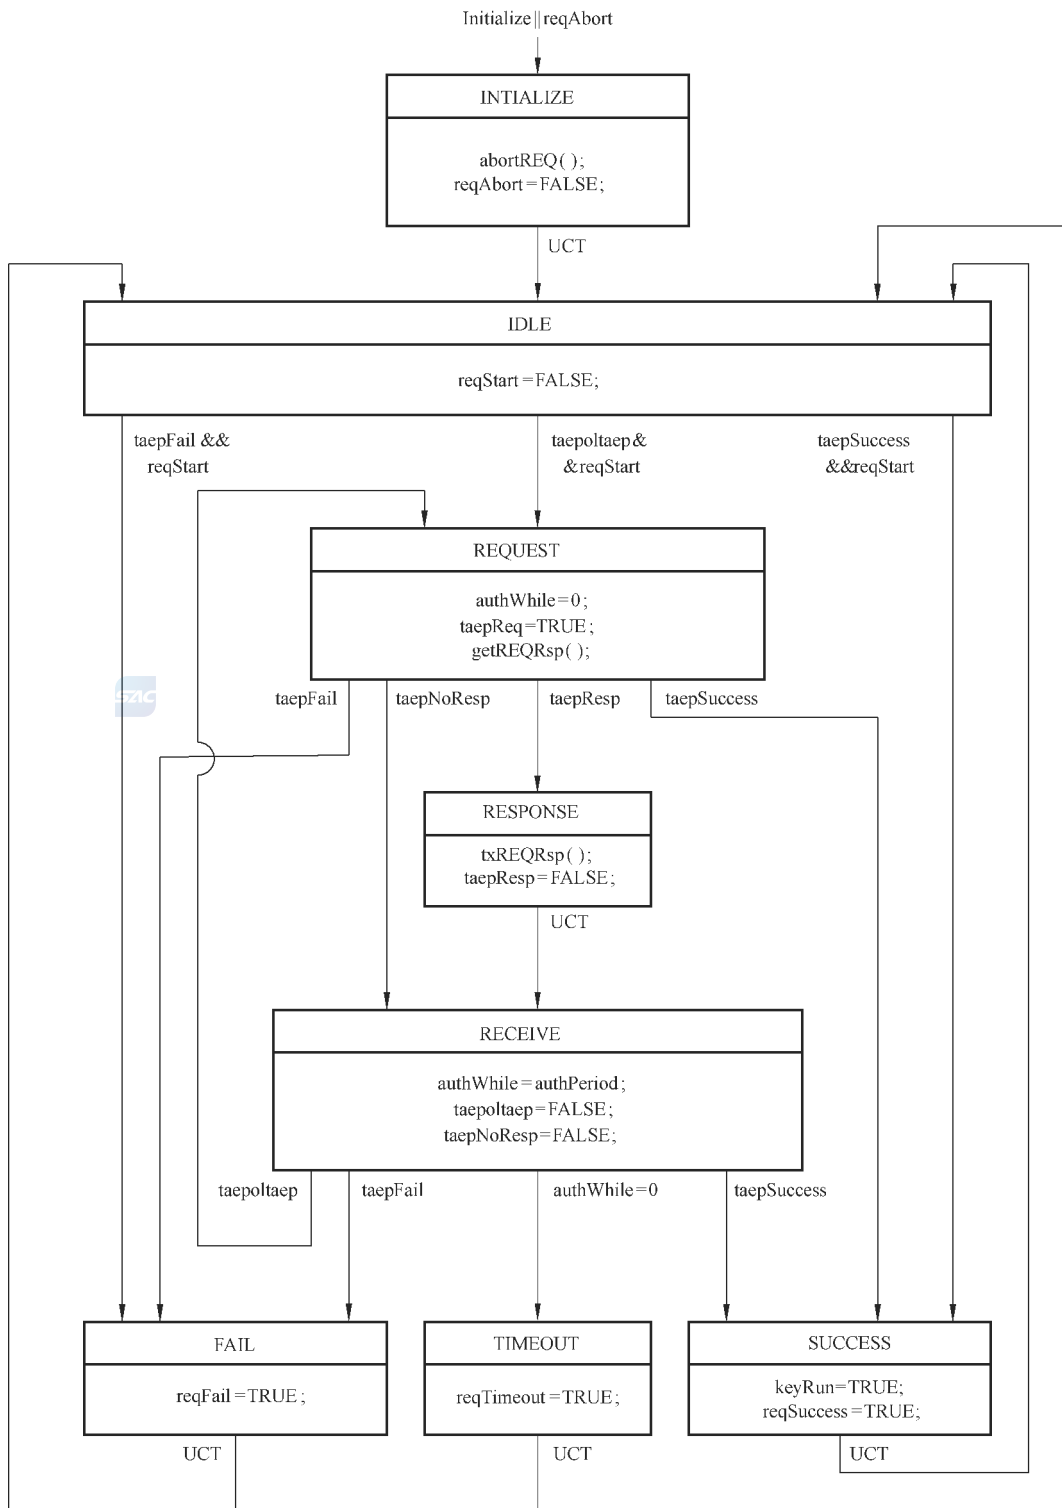 Initialize||reqAbort
INTIALIZE
abortREQ( );
reqAbort=FALSE;
UCT
IDLE
reqStart=FALSE;
taepFail &&
reqStart
taepoltaep&
&reqStart
taepSuccess
&&reqStart
REQUEST
authWhile=0;
taepReq=TRUE;
getREQRsp( );
taepFail
taepNoResp
taepResp
taepSuccess
SAC
RESPONSE
txREQRsp( );
taepResp=FALSE;
UCT
RECEIVE
authWhile=authPeriod;
taepoltaep=FALSE;
taepNoResp=FALSE;
taepoltaep
taepFail
authWhile=0
taepSuccess
FAIL
reqFail=TRUE;
UCT
TIMEOUT
reqTimeout=TRUE;
UCT
SUCCESS
keyRun=TRUE;
reqSuccess=TRUE;
UCT